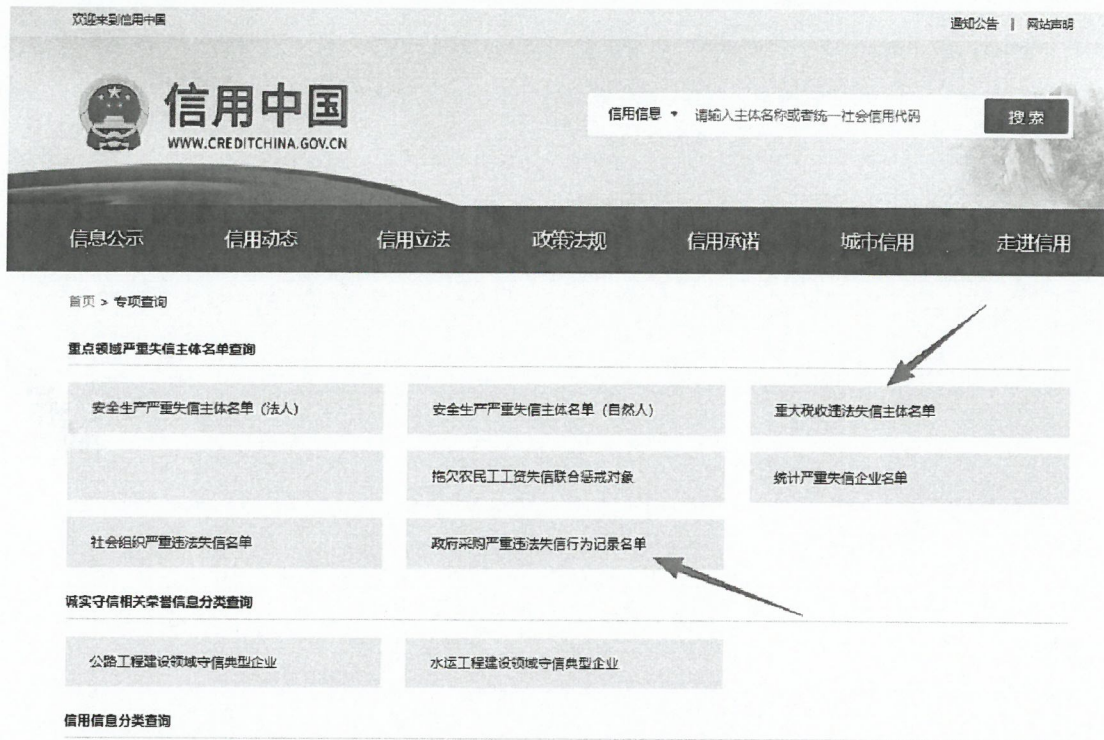 欢迎来到信用中国
通知公告 | 网站声明
信用中国
WWW.CREDITCHINA.GOV.CN
信用信息 请输入主体名称或者统一社会信用代码 搜索
信息公示 信用动态 信用立法 政策法规 信用承诺 城市信用 走进信用
首页 > 专项查询
重点领域严重失信主体名单查询
安全生产严重失信主体名单（法人） 安全生产严重失信主体名单（自然人） 重大税收违法失信主体名单
拖欠农民工工资失信联合惩戒对象 统计严重失信企业名单
社会组织严重违法失信名单 政府采购严重违法失信行为记录名单
诚实守信相关荣誉信息分类查询
公路工程建设领域守信典型企业 水运工程建设领域守信典型企业
信用信息分类查询